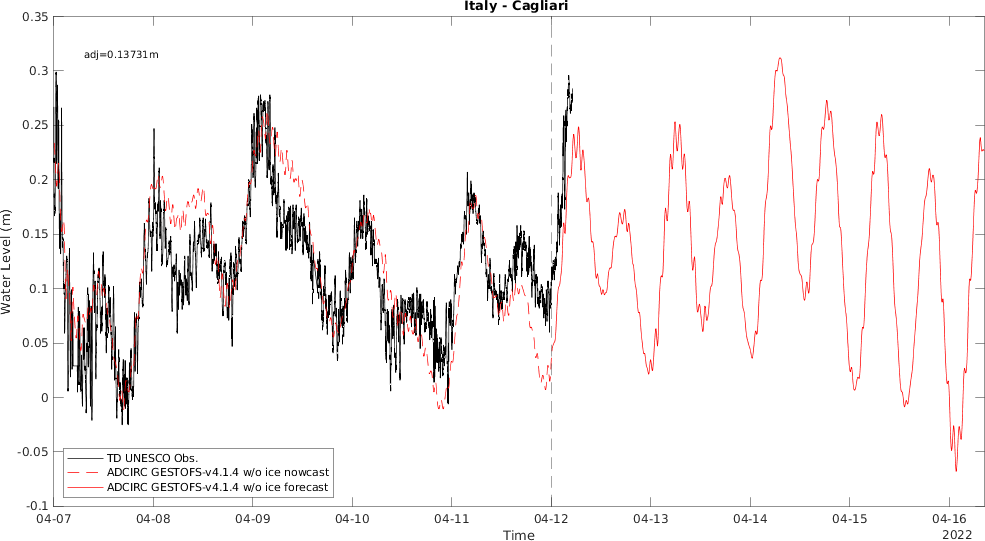 Italy - Cagliari
adj=0.13731m
Water Level (m)
0.35
0.3
0.25
0.2
0.15
0.1
0.05
0
-0.05
-0.1
TD UNESCO Obs.
ADCIRC GESTOFS-v4.1.4 w/o ice nowcast
ADCIRC GESTOFS-v4.1.4 w/o ice forecast
04-07 04-08 04-09 04-10 04-11 04-12 04-13 04-14 04-15 04-16
Time
2022